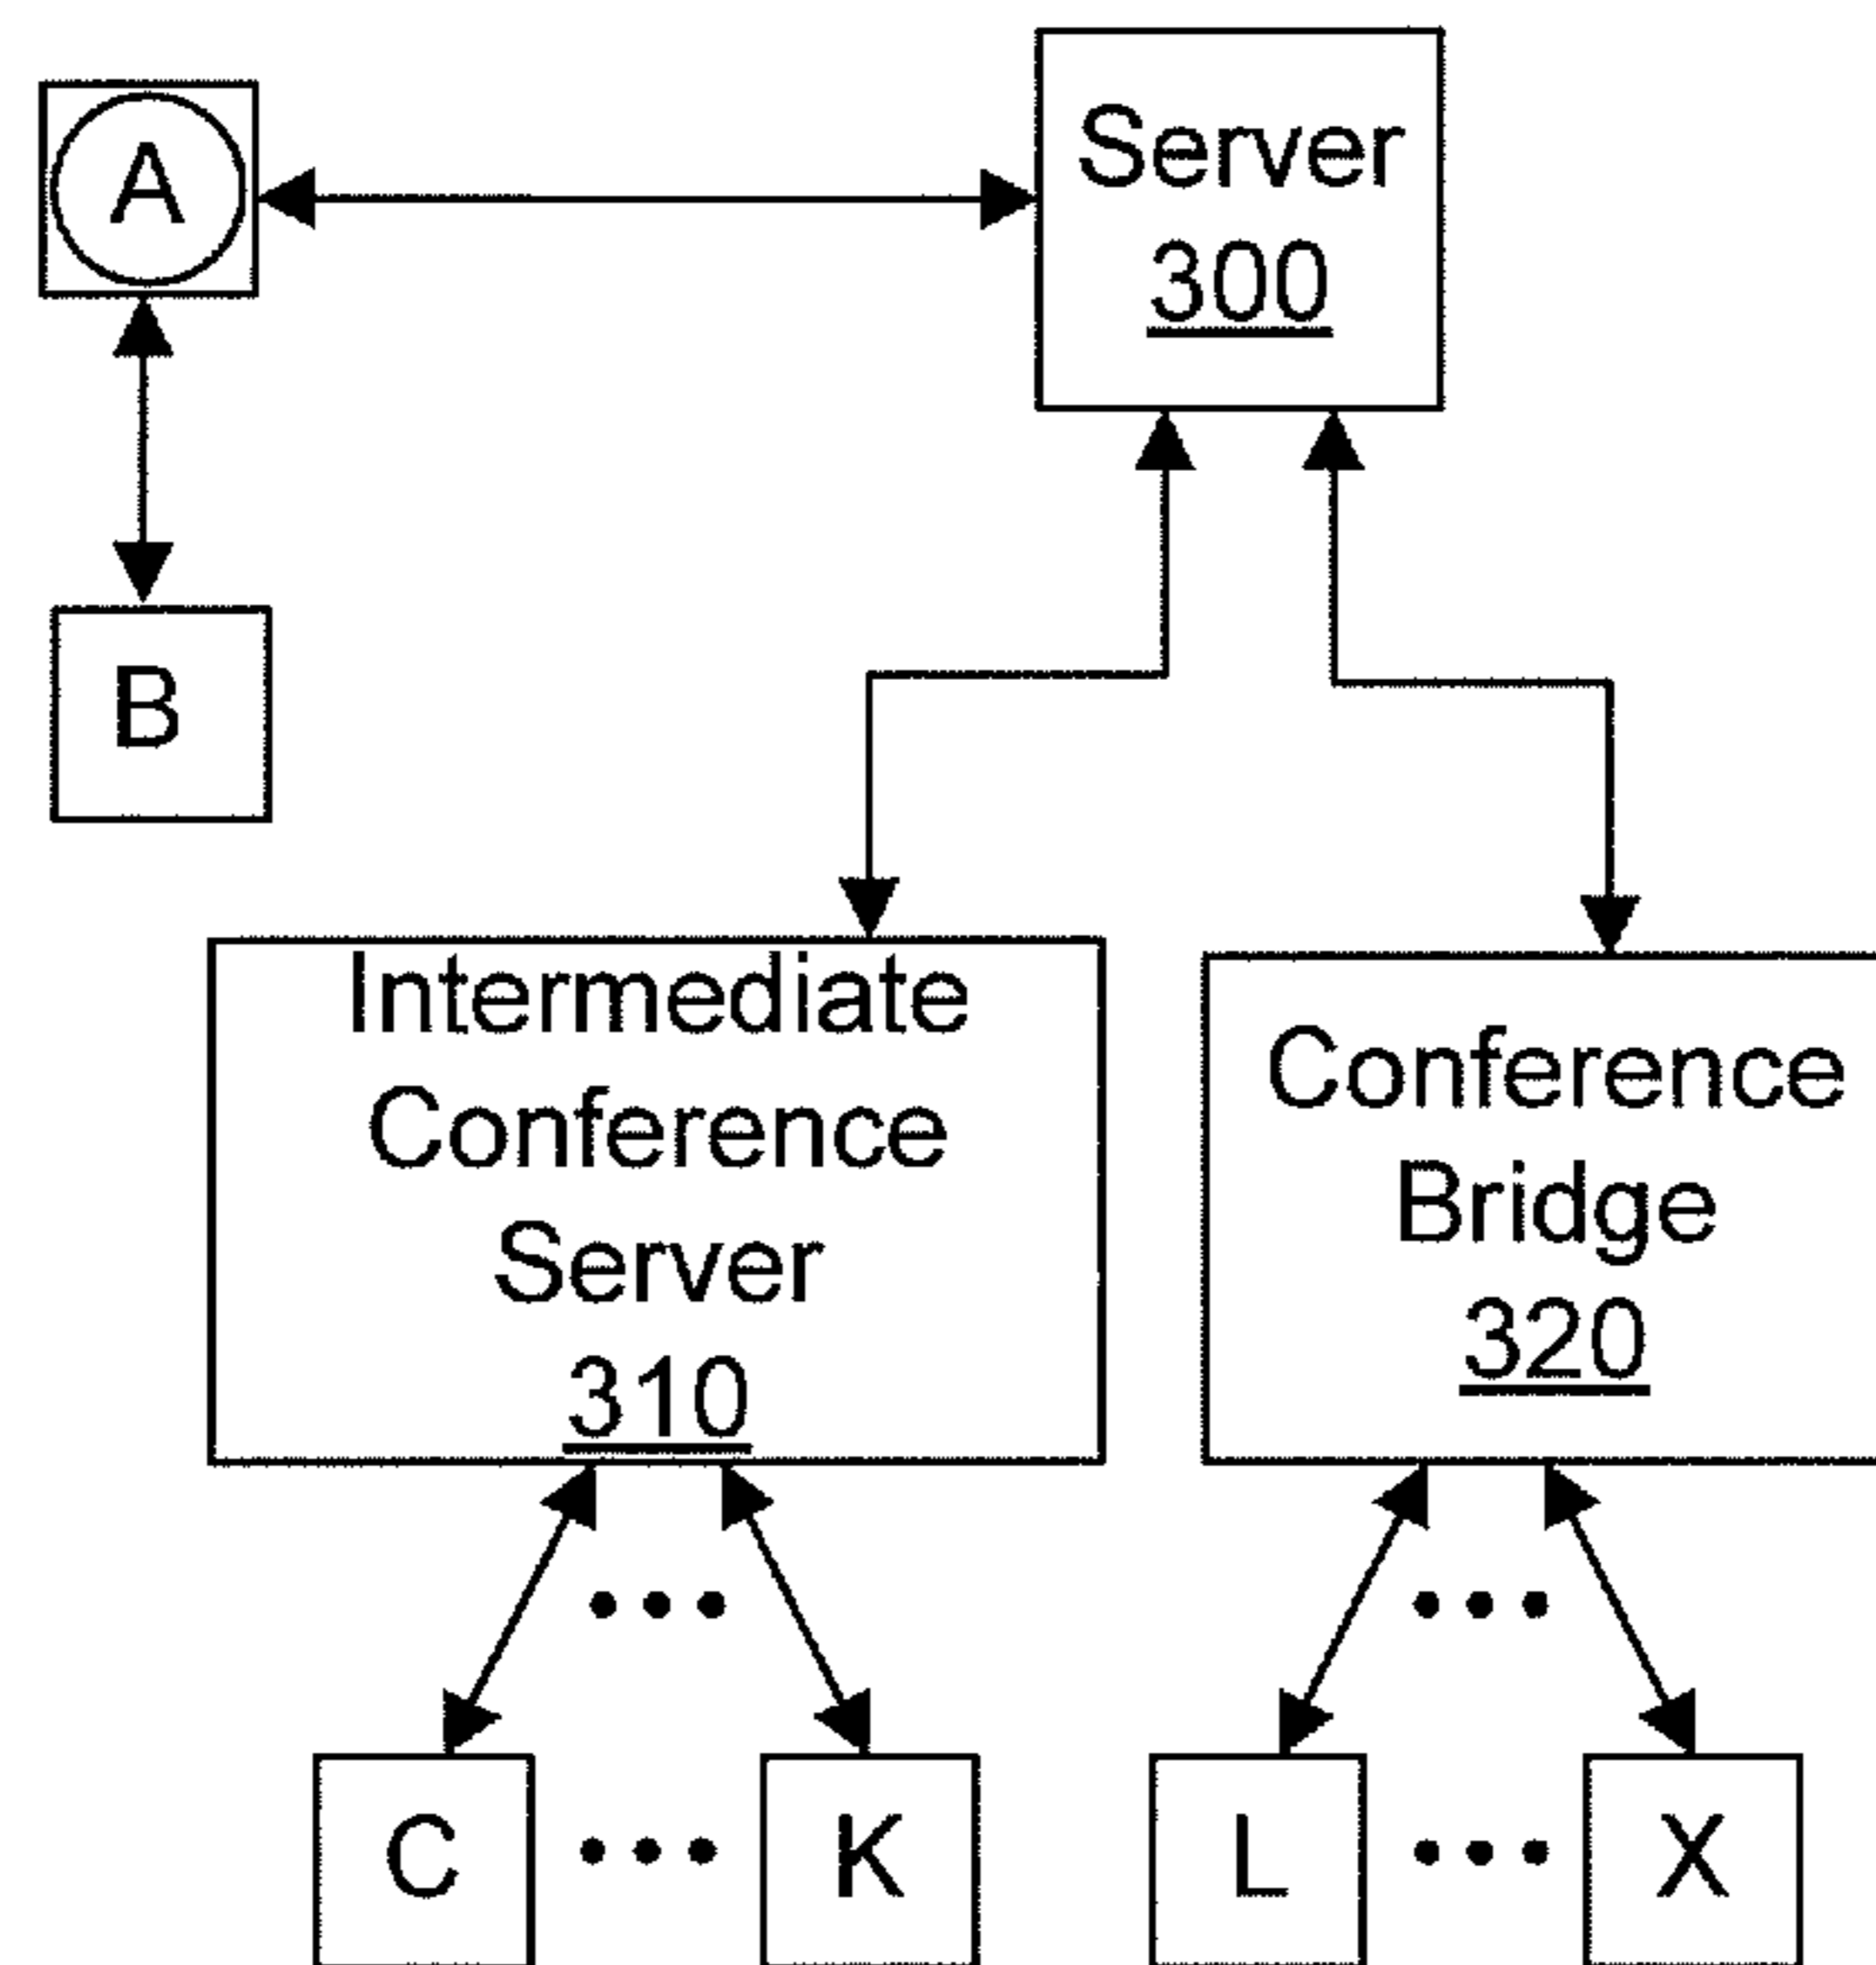 A
Server
300
B
Intermediate
Conference
Server
310
Conference
Bridge
320
C
K
L
X